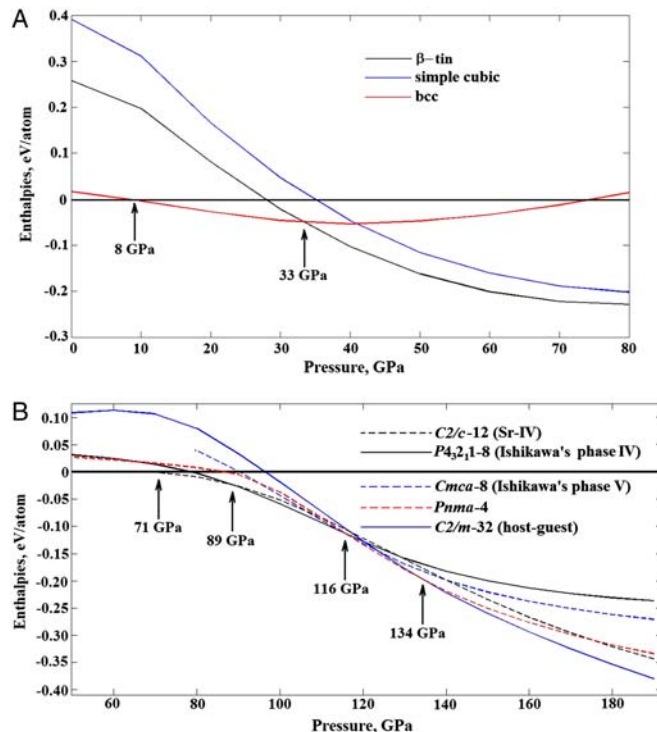 A
0.4
0.3
0.2
0.1
0
-0.1
-0.2
-0.3
Enthalpies, eV/atom
β-tin
simple cubic
bcc
8 GPa
33 GPa
0 10 20 30 40 50 60 70 80
Pressure, GPa
B
0.10
0.05
0
-0.05
-0.10
-0.15
-0.20
-0.25
-0.30
-0.35
-0.40
Enthalpies, eV/atom
C2/c-12 (Sr-IV)
P4₃2₁1-8 (Ishikawa's phase IV)
Cmca-8 (Ishikawa's phase V)
Pnma-4
C2/m-32 (host-guest)
71 GPa
89 GPa
116 GPa
134 GPa
60 80 100 120 140 160 180
Pressure, GPa